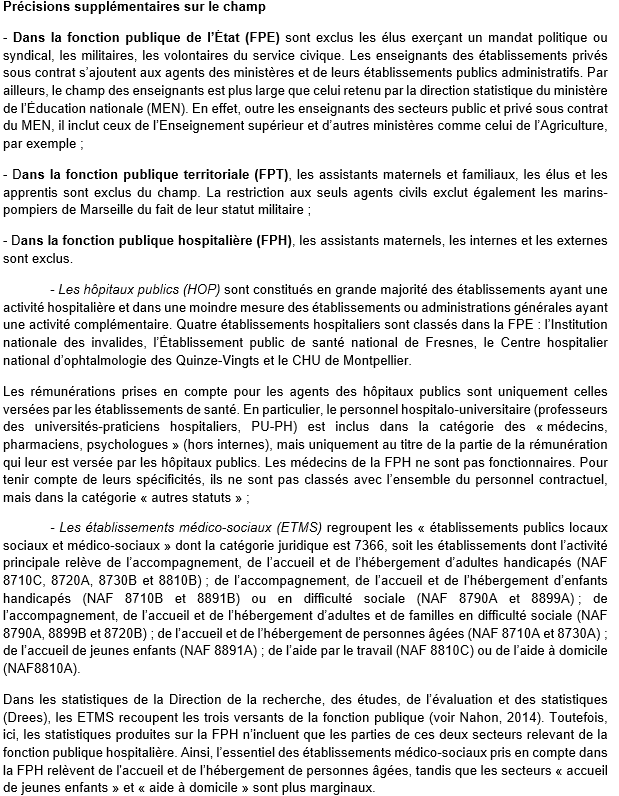 Précisions supplémentaires sur le champ
- Dans la fonction publique de l'État (FPE) sont exclus les élus exerçant un mandat politique ou
syndical, les militaires, les volontaires du service civique. Les enseignants des établissements privés
sous contrat s'ajoutent aux agents des ministères et de leurs établissements publics administratifs. Par
ailleurs, le champ des enseignants est plus large que celui retenu par la direction statistique du ministère
de l'Éducation nationale (MEN). En effet, outre les enseignants des secteurs public et privé sous contrat
du MEN, il inclut ceux de l'Enseignement supérieur et d'autres ministères comme celui de l'Agriculture,
par exemple ;
- Dans la fonction publique territoriale (FPT), les assistants maternels et familiaux, les élus et les
apprentis sont exclus du champ. La restriction aux seuls agents civils exclut également les marins-
pompiers de Marseille du fait de leur statut militaire ;
- Dans la fonction publique hospitalière (FPH), les assistants maternels, les internes et les externes
sont exclus.
- Les hôpitaux publics (HOP) sont constitués en grande majorité des établissements ayant une
activité hospitalière et dans une moindre mesure des établissements ou administrations générales ayant
une activité complémentaire. Quatre établissements hospitaliers sont classés dans la FPE : l'Institution
nationale des invalides, l'Établissement public de santé national de Fresnes, le Centre hospitalier
national d'ophtalmologie des Quinze-Vingts et le CHU de Montpellier.
Les rémunérations prises en compte pour les agents des hôpitaux publics sont uniquement celles
versées par les établissements de santé. En particulier, le personnel hospitalo-universitaire (professeurs
des universités-praticiens hospitaliers, PU-PH) est inclus dans la catégorie des « médecins,
pharmaciens, psychologues » (hors internes), mais uniquement au titre de la partie de la rémunération
qui leur est versée par les hôpitaux publics. Les médecins de la FPH ne sont pas fonctionnaires. Pour
tenir compte de leurs spécificités, ils ne sont pas classés avec l'ensemble du personnel contractuel,
mais dans la catégorie « autres statuts » ;
- Les établissements médico-sociaux (ETMS) regroupent les « établissements publics locaux
sociaux et médico-sociaux » dont la catégorie juridique est 7366, soit les établissements dont l'activité
principale relève de l'accompagnement, de l'accueil et de l'hébergement d'adultes handicapés (NAF
8710C, 8720A, 8730B et 8810B) ; de l'accompagnement, de l'accueil et de l'hébergement d'enfants
handicapés (NAF 8710B et 8891B) ou en difficulté sociale (NAF 8790A et 8899A) ; de
l'accompagnement, de l'accueil et de l'hébergement d'adultes et de familles en difficulté sociale (NAF
8790A, 8899B et 8720B) ; de l'accueil et de l'hébergement de personnes âgées (NAF 8710A et 8730A) ;
de l'accueil de jeunes enfants (NAF 8891A) ; de l'aide par le travail (NAF 8810C) ou de l'aide à domicile
(NAF8810A).
Dans les statistiques de la Direction de la recherche, des études, de l'évaluation et des statistiques
(Drees), les ETMS recoupent les trois versants de la fonction publique (voir Nahon, 2014). Toutefois,
ici, les statistiques produites sur la FPH n'incluent que les parties de ces deux secteurs relevant de la
fonction publique hospitalière. Ainsi, l'essentiel des établissements médico-sociaux pris en compte dans
la FPH relèvent de l'accueil et de l'hébergement de personnes âgées, tandis que les secteurs « accueil
de jeunes enfants » et « aide à domicile » sont plus marginaux.